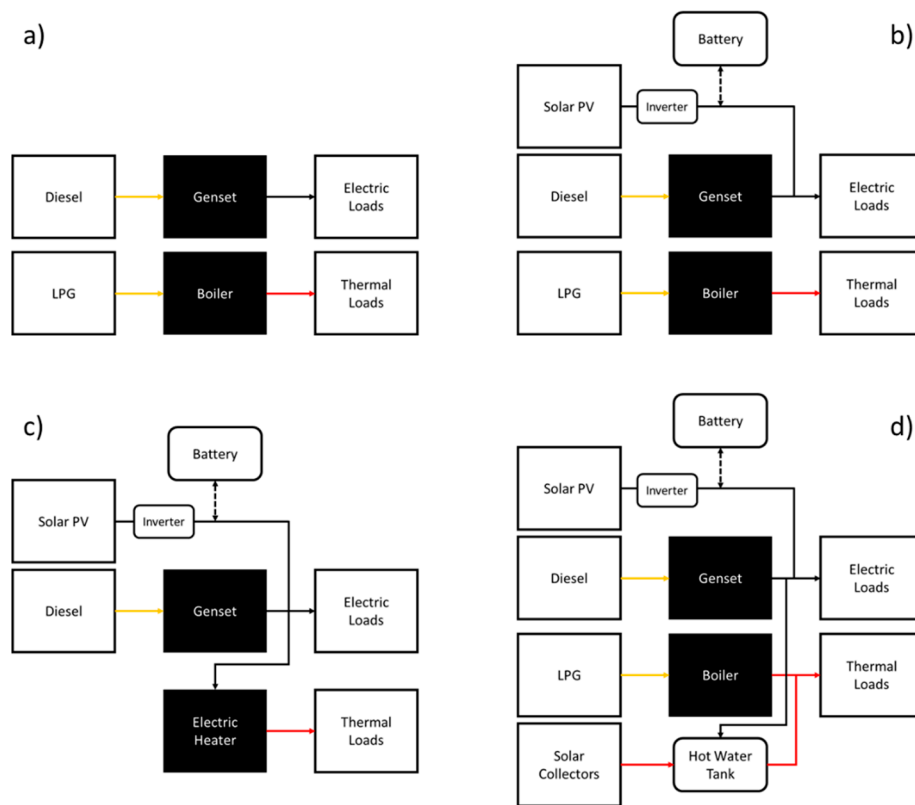 a)
Diesel
Genset
Electric
Loads
LPG
Boiler
Thermal
Loads
b)
Battery
Solar PV
Inverter
Diesel
Genset
Electric
Loads
LPG
Boiler
Thermal
Loads
c)
Battery
Solar PV
Inverter
Diesel
Genset
Electric
Loads
Electric
Heater
Thermal
Loads
d)
Battery
Solar PV
Inverter
Diesel
Genset
Electric
Loads
LPG
Boiler
Thermal
Loads
Solar
Collectors
Hot Water
Tank